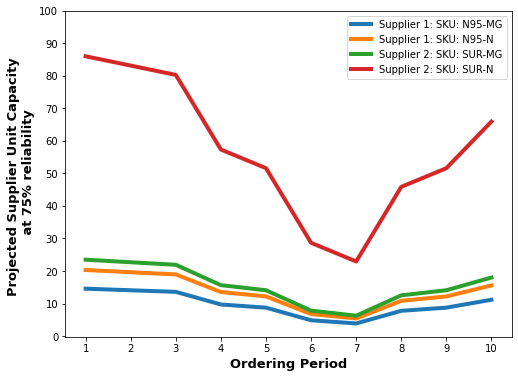 Projected Supplier Unit Capacity
at 75% reliability
100
90
80
70
60
50
40
30
20
10
0
Supplier 1: SKU: N95-MG
Supplier 1: SKU: N95-N
Supplier 2: SKU: SUR-MG
Supplier 2: SKU: SUR-N
1 2 3 4 5 6 7 8 9 10
Ordering Period